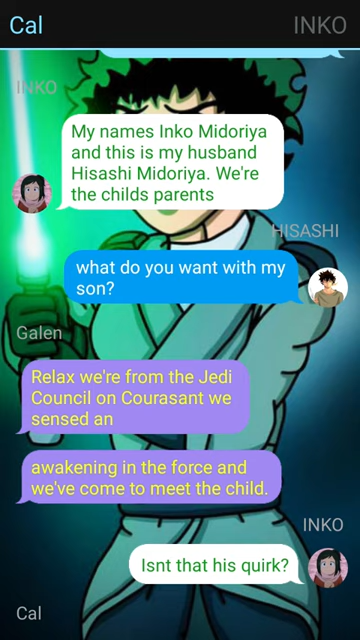 Cal INKO
INKO
My names Inko Midoriya
and this is my husband
Hisashi Midoriya. We're
the childs parents
HISASHI
what do you want with my
son?
Galen
Relax we're from the Jedi
Council on Courasant we
sensed an
awakening in the force and
we've come to meet the child.
INKO
Isnt that his quirk?
Cal